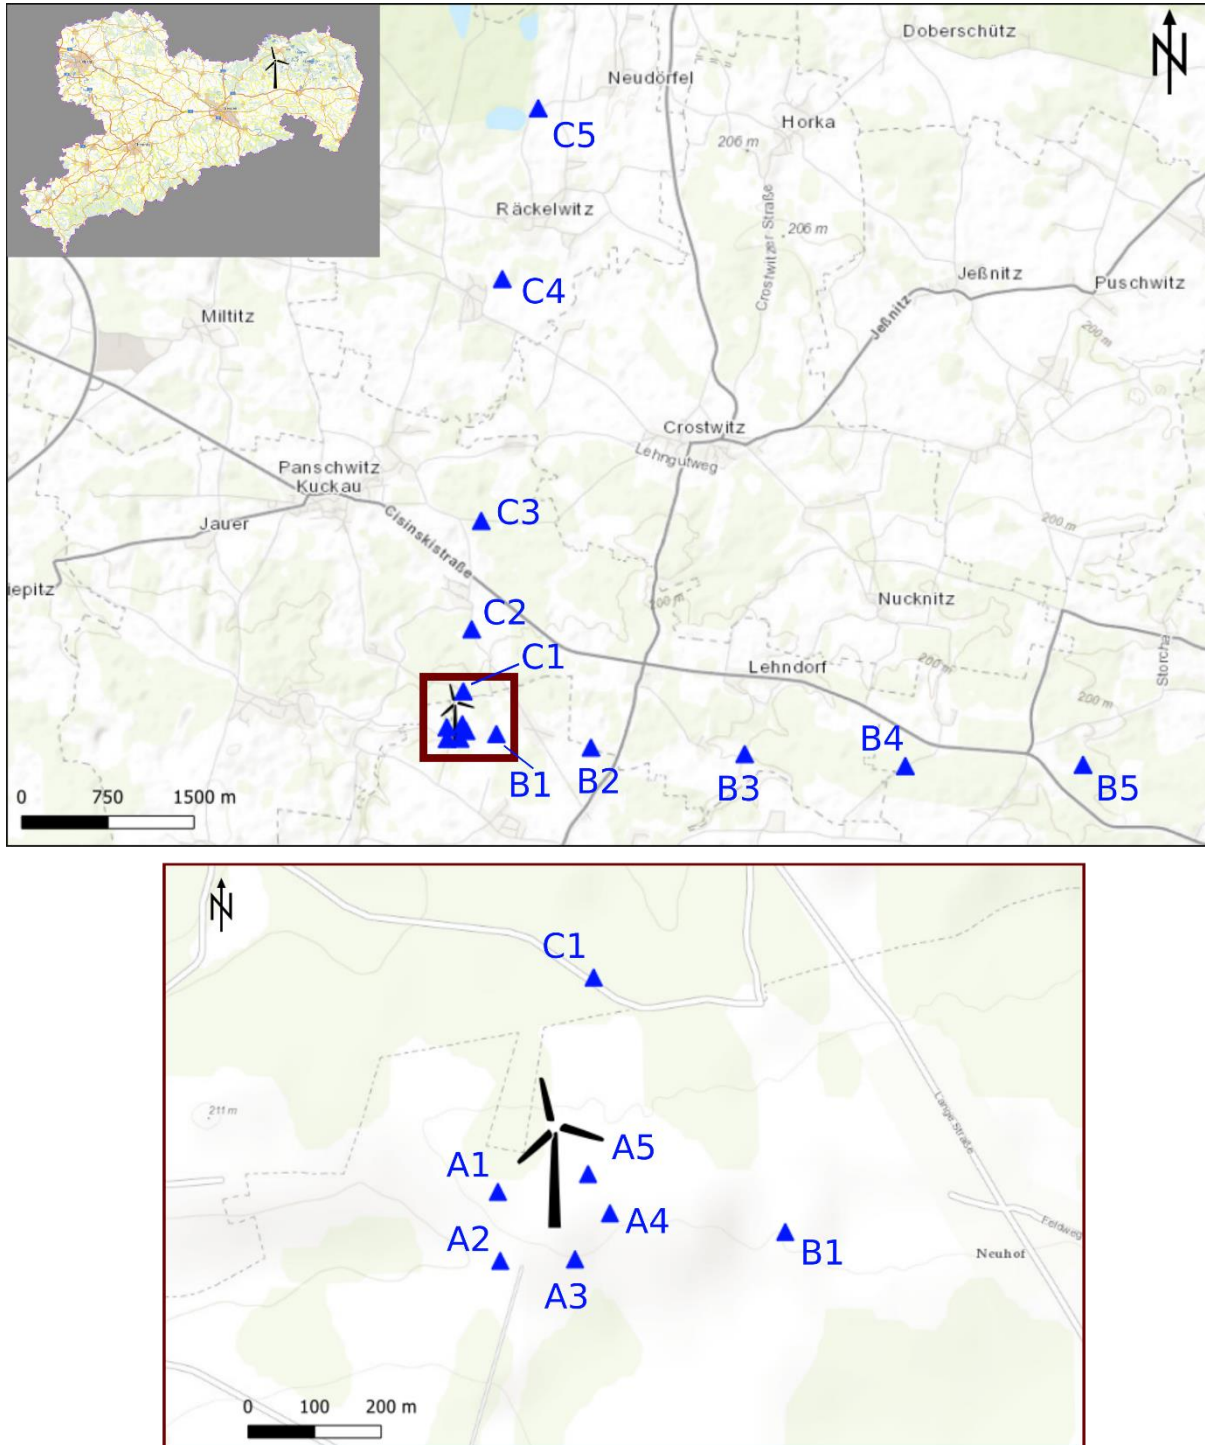 Doberschütz
N
Neudörfel
C5
Horka
206 m
Räckelwitz
Crostwitzer Straße
206 m
C4
Jeßnitz
Puschwitz
Miltitz
Jeßnitz
200 m
Crostwitz
Lehngutweg
Panschwitz
Kuckau
C3
Jauer
Cisinskistraße
200 m
iepitz
200 m
Nucknitz
C2
C1
Lehndorf
200 m
Storcha
200 m
B1
B2
B3
B4
B5
0 750 1500 m
N
C1
211 m
Lange Straße
A5
A1
A4
A2
B1
Feldweg
Neuhof
A3
0 100 200 m